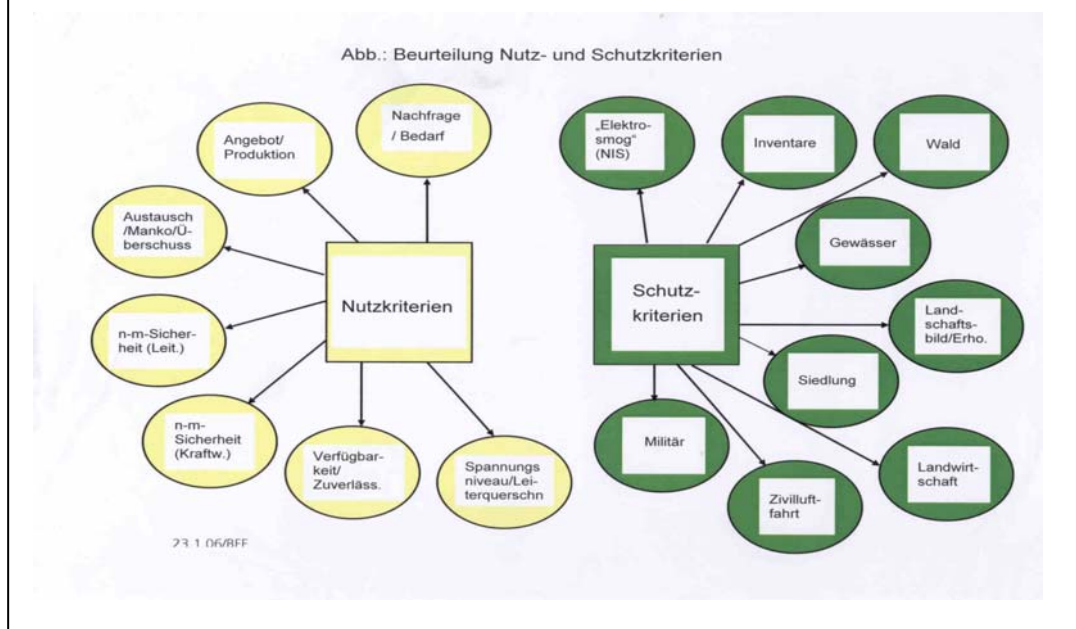 Abb.: Beurteilung Nutz- und Schutzkriterien
Nachfrage
/ Bedarf
Angebot/
Produktion
Austausch
/Manko/Ü-
berschuss
n-m-Sicher-
heit (Leit.)
n-m-
Sicherheit
(Kraftw.)
Verfügbar-
keit/
Zuverläss.
Spannungs
niveau/Lei-
terquerschn
Nutzkriterien
„Elektro-
smog“
(NIS)
Inventare
Wald
Gewässer
Land-
schafts-
bild/Erho.
Siedlung
Landwirt-
schaft
Zivilluft-
fahrt
Militär
Schutz-
kriterien
23.1.06/BFE